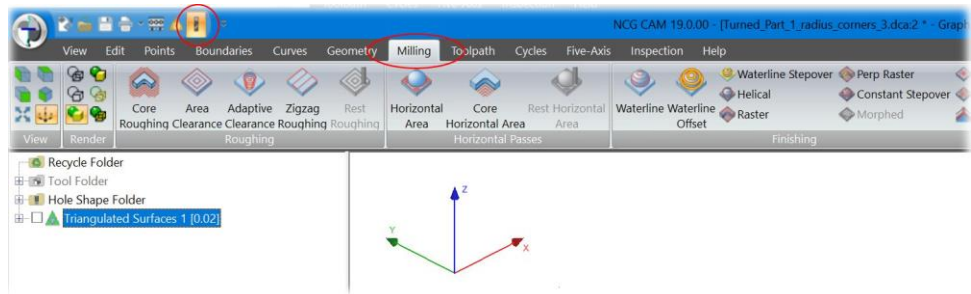 NCG CAM 19.0.00 - [Turned_Part_1_radius_corners_3.dca:2 * - Graph
View Edit Points Boundaries Curves Geometry Milling Toolpath Cycles Five-Axis Inspection Help
Core Roughing
Area Clearance
Adaptive Clearance
Zigzag Roughing
Rest Roughing
Horizontal Area
Core Horizontal Area
Rest Horizontal Area
Waterline
Waterline Offset
Waterline Stepover
Helical
Raster
Perp Raster
Constant Stepover
Morphed
View Render Roughing Horizontal Passes Finishing
Recycle Folder
Tool Folder
Hole Shape Folder
Triangulated Surfaces 1 [0.02]
Z
Y
X